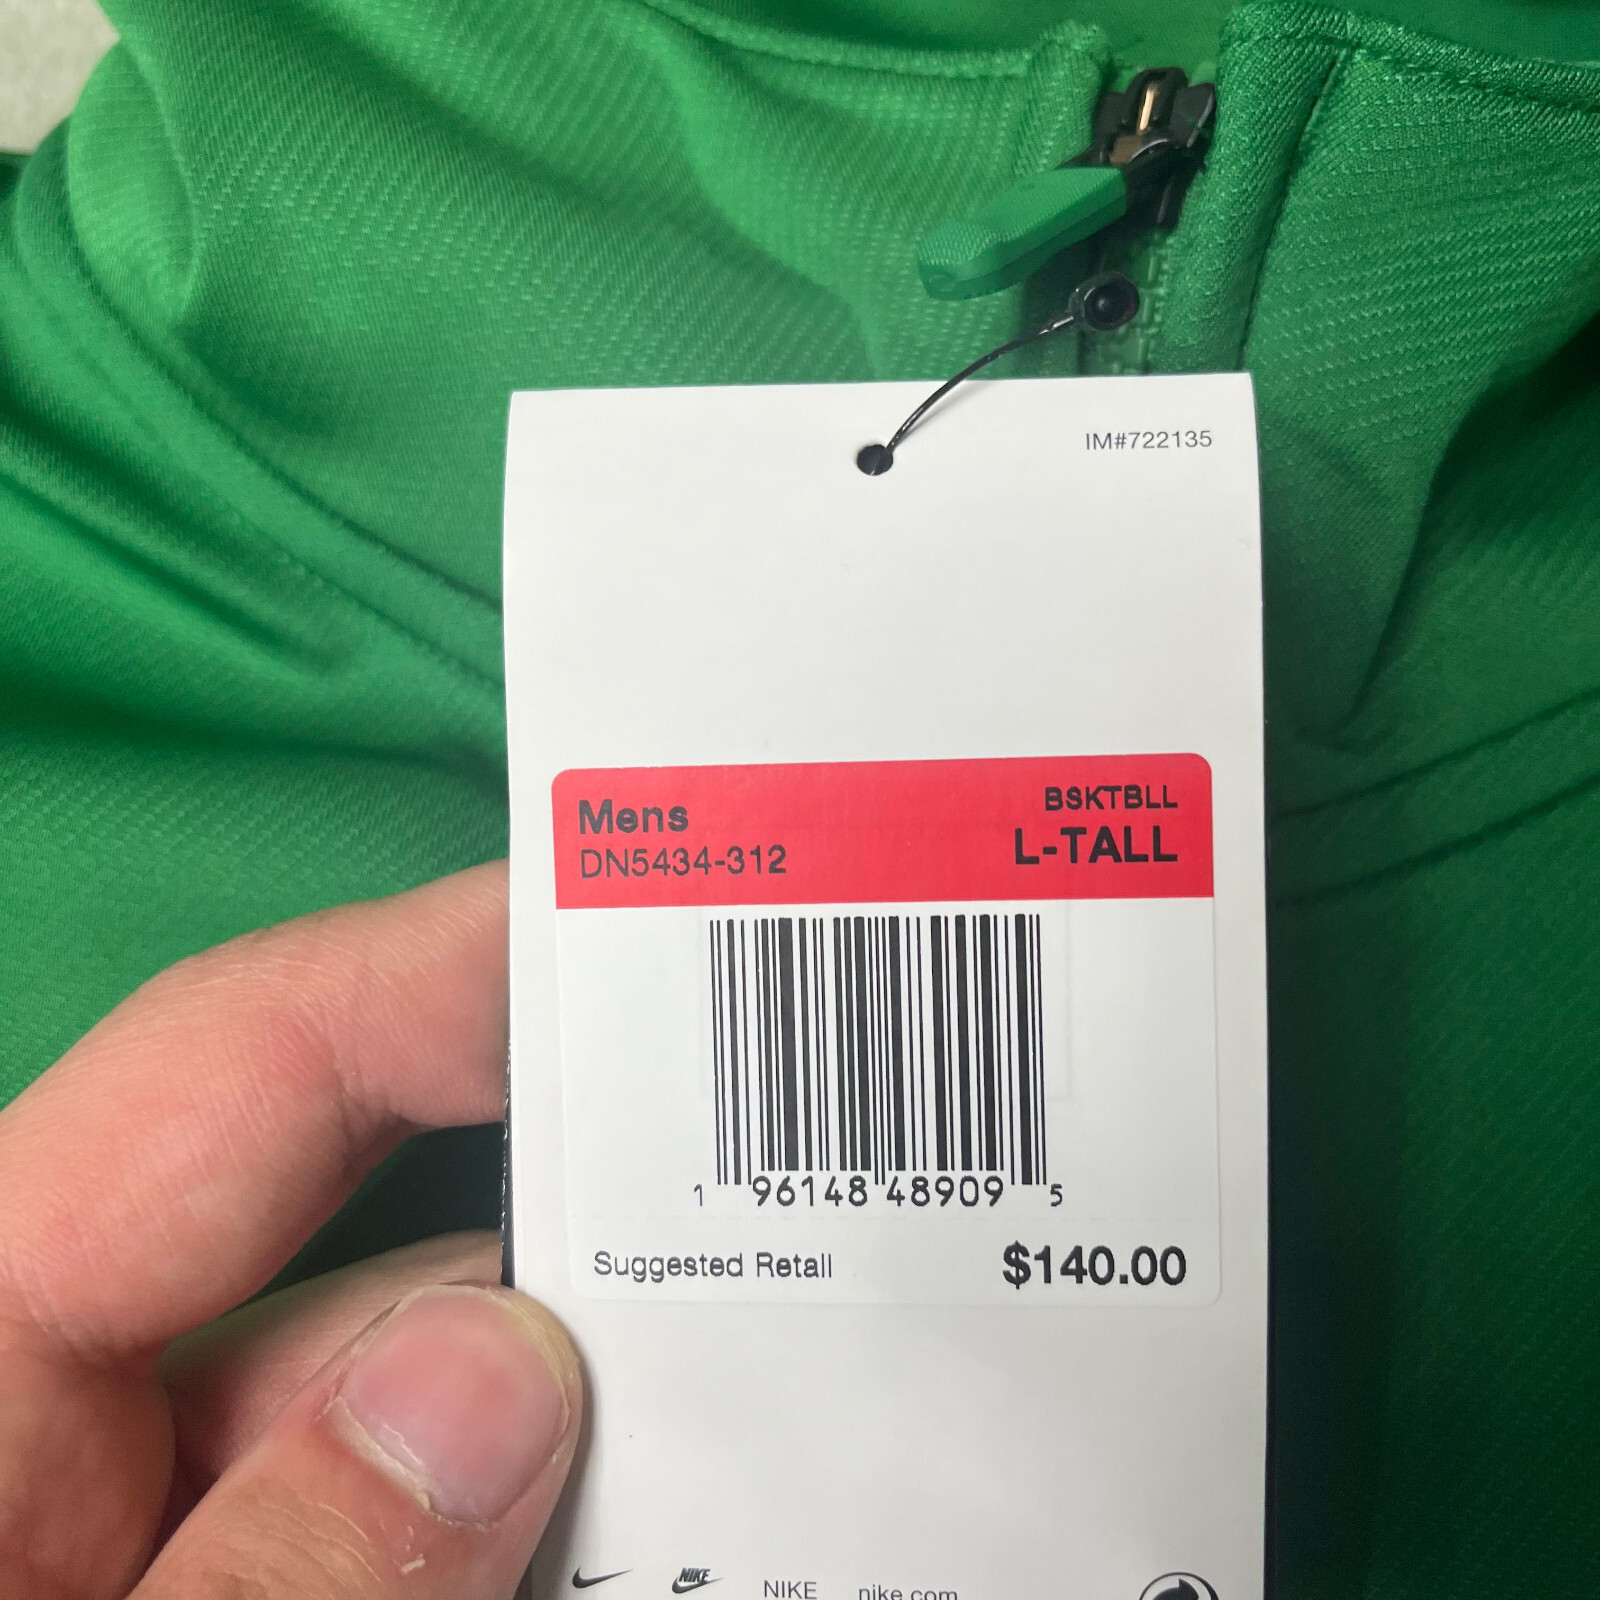 IM#722135
Mens
BSKTBLL
DN5434-312
L-TALL
1 96148 48909 5
Suggested Retail
$140.00
NIKE NIKE nike.com